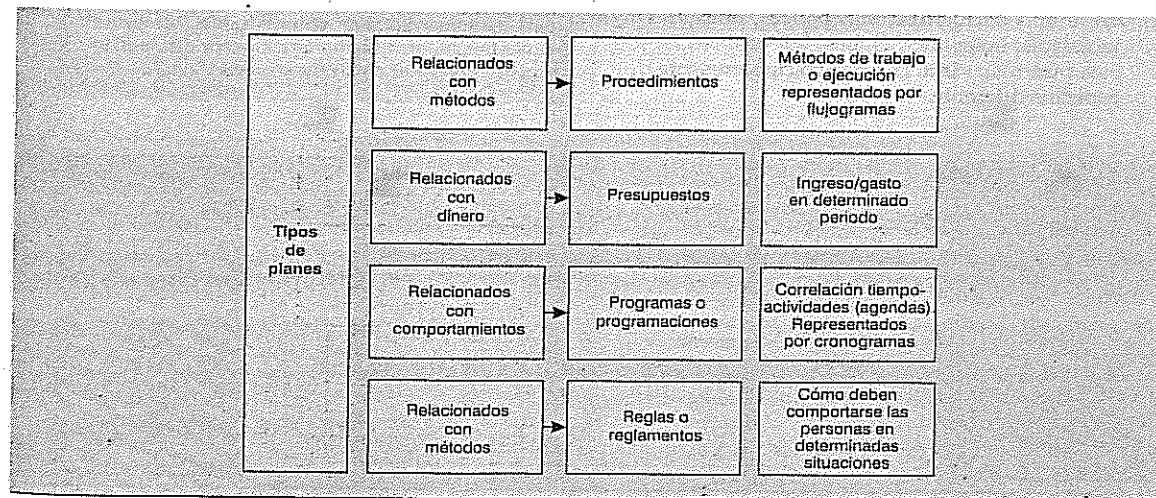 Tipos
de
planes
Relacionados
con
métodos
Procedimientos
Métodos de trabajo
o ejecución
representados por
flujogramas
Relacionados
con
dinero
Presupuestos
Ingreso/gasto
en determinado
periodo
Relacionados
con
comportamientos
Programas o
programaciones
Correlación tiempo-
actividades (agendas)
Representados
por cronogramas
Relacionados
con
métodos
Reglas o
reglamentos
Cómo deben
comportarse las
personas en
determinadas
situaciones